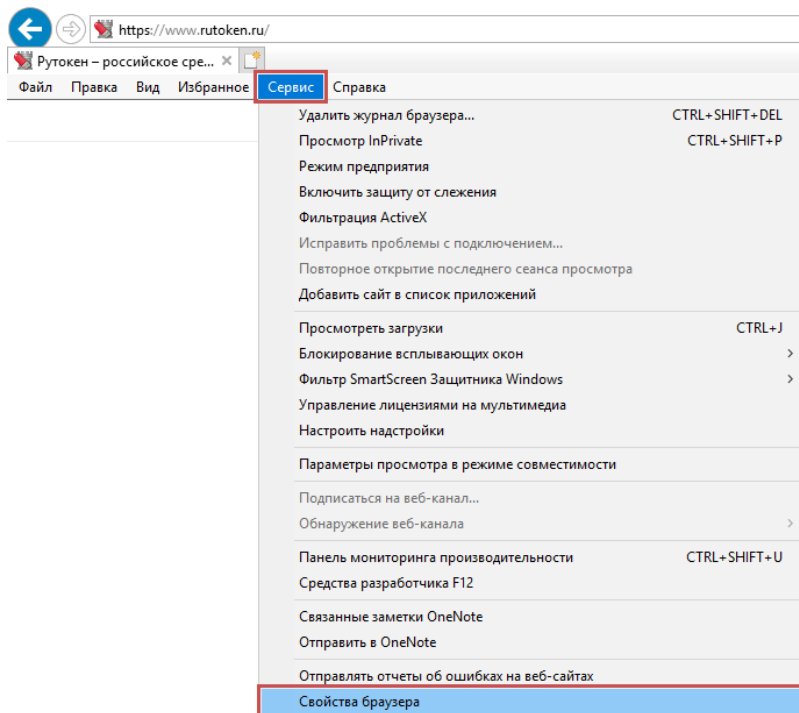 https://www.rutoken.ru/
Рутокен – российское сре...
Файл Правка Вид Избранное Сервис Справка
Удалить журнал браузера... CTRL+SHIFT+DEL
Просмотр InPrivate CTRL+SHIFT+P
Режим предприятия
Включить защиту от слежения
Фильтрация ActiveX
Исправить проблемы с подключением...
Повторное открытие последнего сеанса просмотра
Добавить сайт в список приложений
Просмотреть загрузки CTRL+J
Блокирование всплывающих окон
Фильтр SmartScreen Защитника Windows
Управление лицензиями на мультимедиа
Настроить надстройки
Параметры просмотра в режиме совместимости
Подписаться на веб-канал...
Обнаружение веб-канала
Панель мониторинга производительности CTRL+SHIFT+U
Средства разработчика F12
Связанные заметки OneNote
Отправить в OneNote
Отправлять отчеты об ошибках на веб-сайтах
Свойства браузера